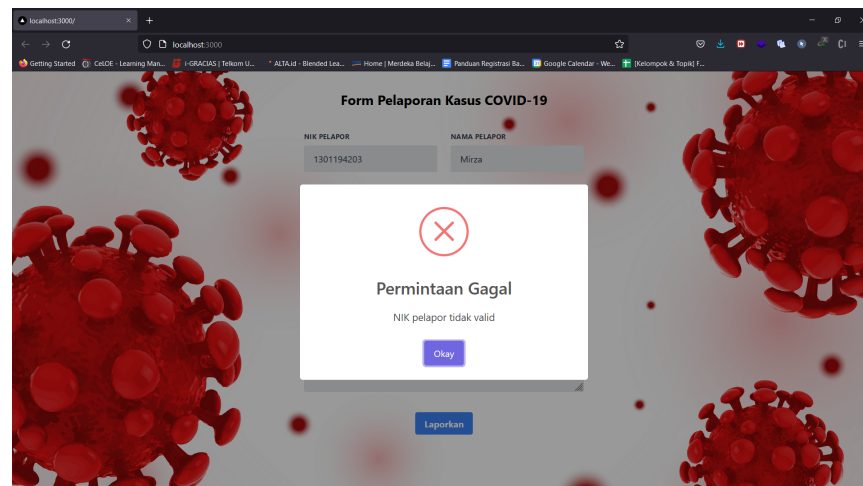 localhost:3000/
localhost:3000
Getting Started
CeLOE - Learning Man...
i-GRACIAS | Telkom U...
ALTA.id - Blended Lea...
Home | Merdeka Belaj...
Panduan Registrasi Ba...
Google Calendar - We...
[Kelompok & Topik] F...
Form Pelaporan Kasus COVID-19
NIK PELAPOR
NAMA PELAPOR
1301194203
Mirza
Permintaan Gagal
NIK pelapor tidak valid
Okay
Laporkan